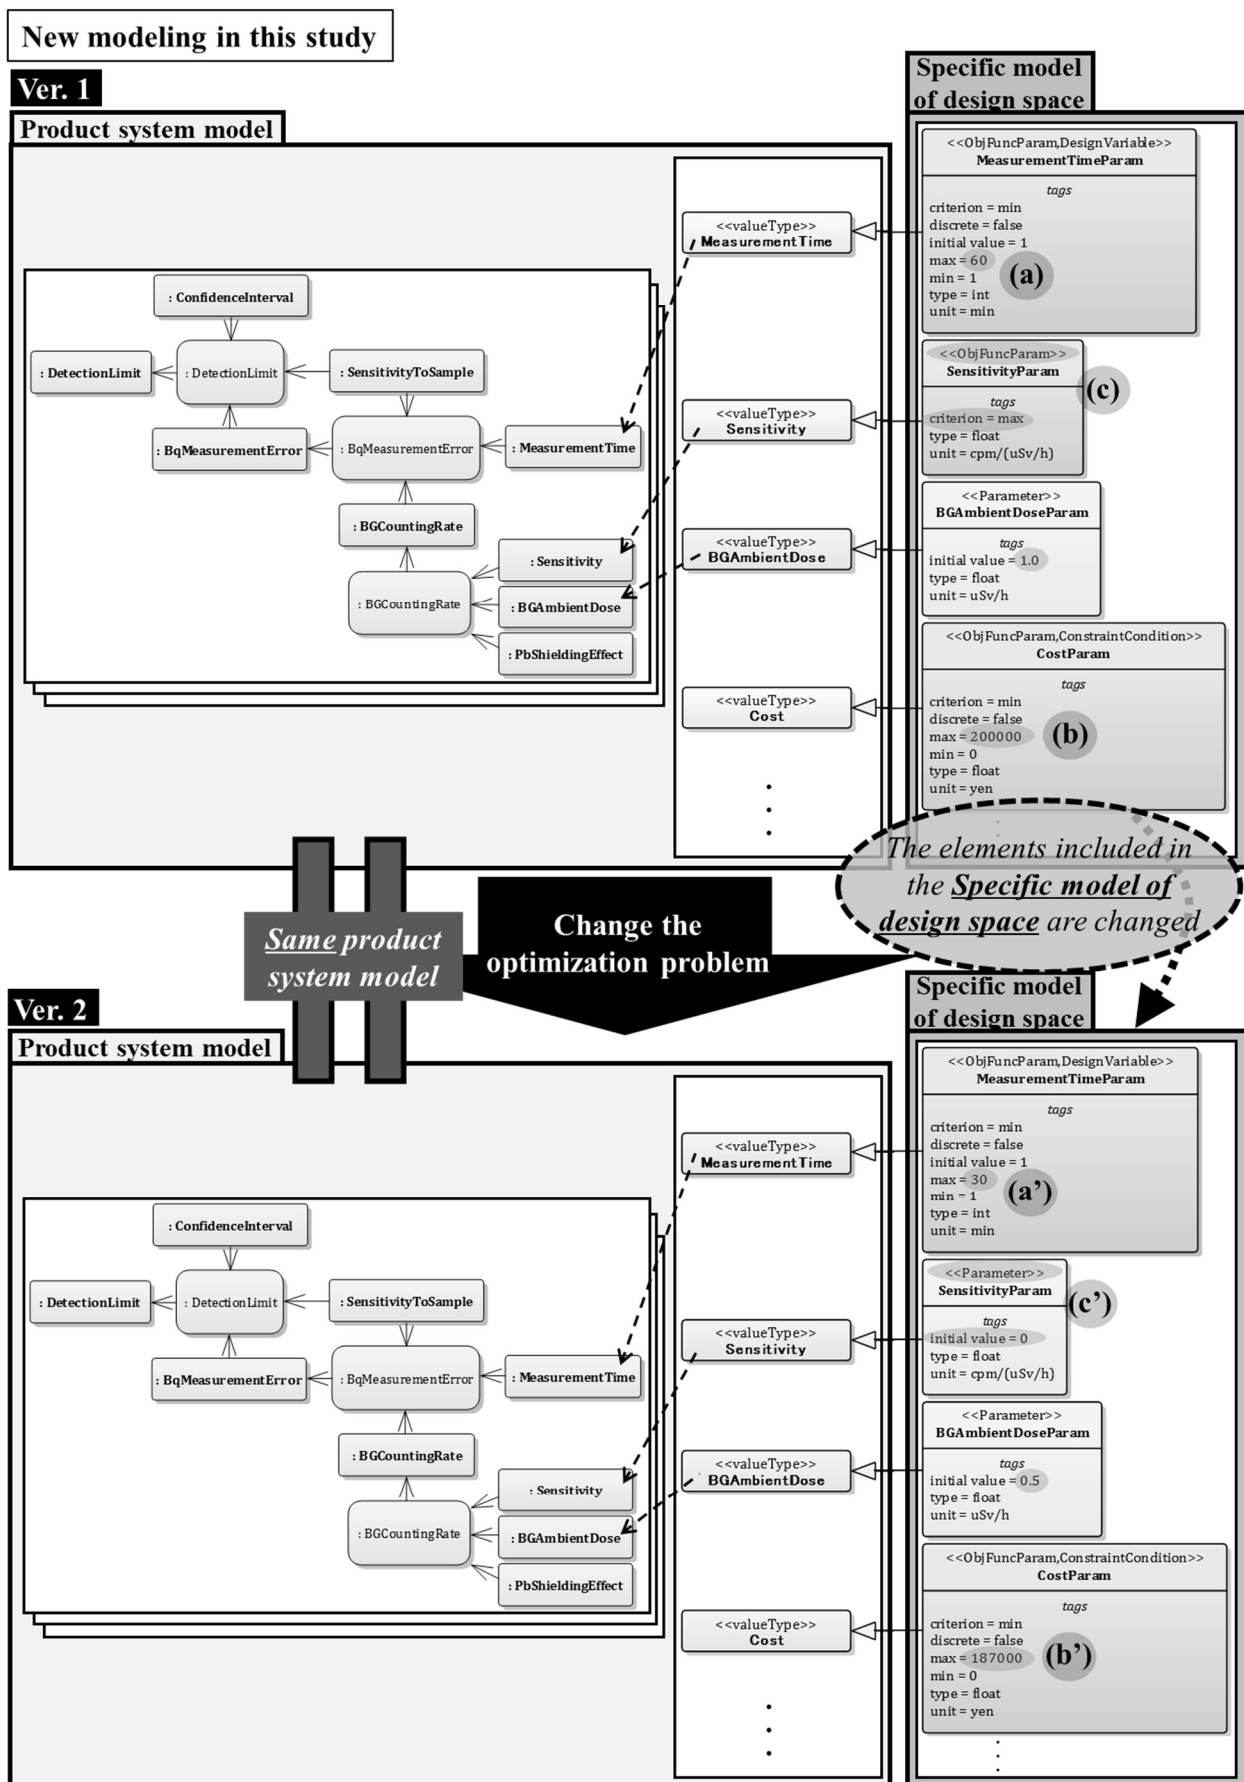 New modeling in this study
Ver. 1
Product system model
: ConfidenceInterval
: DetectionLimit
: DetectionLimit
: SensitivityToSample
: BqMeasurementError
: BqMeasurementError
: MeasurementTime
: BGCountingRate
: BGCountingRate
: Sensitivity
: BGAmbientDose
: PbShieldingEffect
<<valueType>>
MeasurementTime
<<valueType>>
Sensitivity
<<valueType>>
BGAmbientDose
<<valueType>>
Cost
Specific model
of design space
<<ObjFuncParam,DesignVariable>>
MeasurementTimeParam
tags
criterion = min
discrete = false
initial value = 1
max = 60
min = 1
type = int
unit = min
(a)
<<ObjFuncParam>>
SensitivityParam
tags
criterion = max
type = float
unit = cpm/(uSv/h)
(c)
<<Parameter>>
BGAmbientDoseParam
tags
initial value = 1.0
type = float
unit = uSv/h
<<ObjFuncParam,ConstraintCondition>>
CostParam
tags
criterion = min
discrete = false
max = 200000
min = 0
type = float
unit = yen
(b)
Same product
system model
Change the
optimization problem
The elements included in
the Specific model of
design space are changed
Ver. 2
Product system model
: ConfidenceInterval
: DetectionLimit
: DetectionLimit
: SensitivityToSample
: BqMeasurementError
: BqMeasurementError
: MeasurementTime
: BGCountingRate
: BGCountingRate
: Sensitivity
: BGAmbientDose
: PbShieldingEffect
<<valueType>>
MeasurementTime
<<valueType>>
Sensitivity
<<valueType>>
BGAmbientDose
<<valueType>>
Cost
Specific model
of design space
<<ObjFuncParam,DesignVariable>>
MeasurementTimeParam
tags
criterion = min
discrete = false
initial value = 1
max = 30
min = 1
type = int
unit = min
(a’)
<<Parameter>>
SensitivityParam
tags
initial value = 0
type = float
unit = cpm/(uSv/h)
(c’)
<<Parameter>>
BGAmbientDoseParam
tags
initial value = 0.5
type = float
unit = uSv/h
<<ObjFuncParam,ConstraintCondition>>
CostParam
tags
criterion = min
discrete = false
max = 187000
min = 0
type = float
unit = yen
(b’)